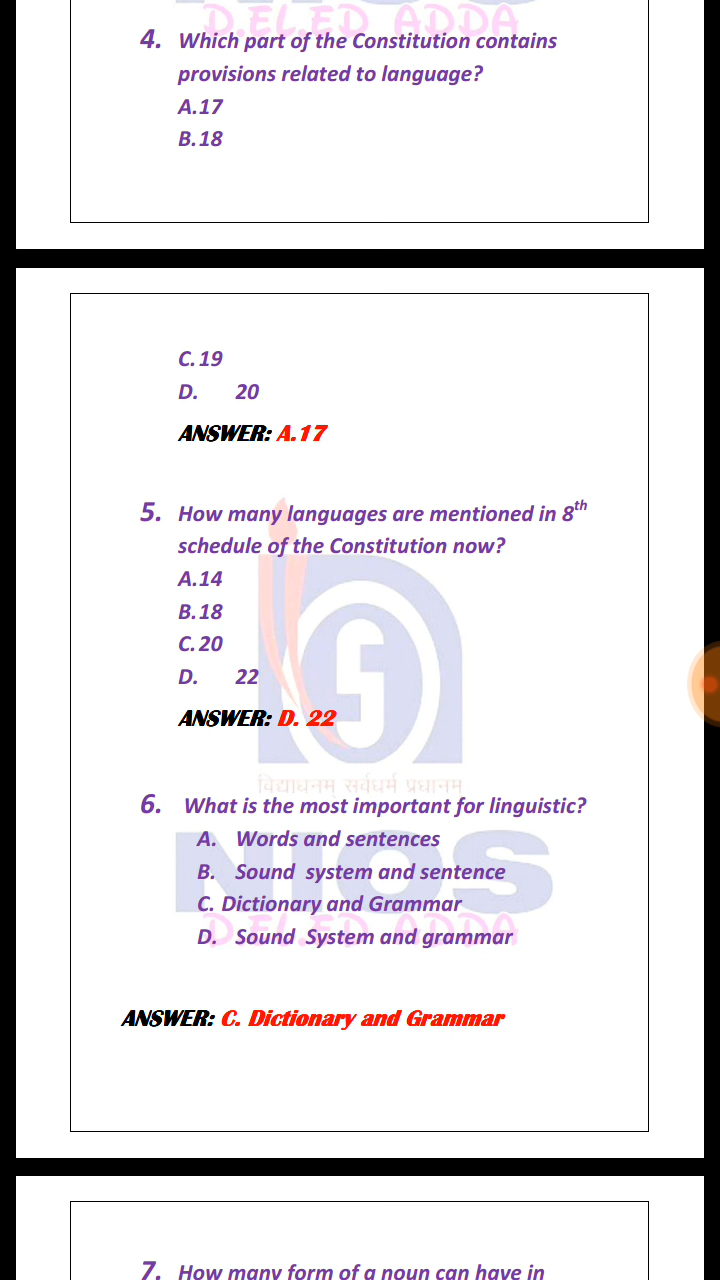 D.EL.ED ADDA
4. Which part of the Constitution contains
provisions related to language?
A.17
B.18
C.19
D. 20
ANSWER: A.17
5. How many languages are mentioned in 8th
schedule of the Constitution now?
A.14
B.18
C.20
D. 22
ANSWER: D. 22
विद्याधनम् सर्वधर्म प्रधानम्
6. What is the most important for linguistic?
A. Words and sentences
B. Sound system and sentence
NIOS
C. Dictionary and Grammar
D. Sound System and grammar
D.EL.ED ADDA
ANSWER: C. Dictionary and Grammar
7. How many form of a noun can have in